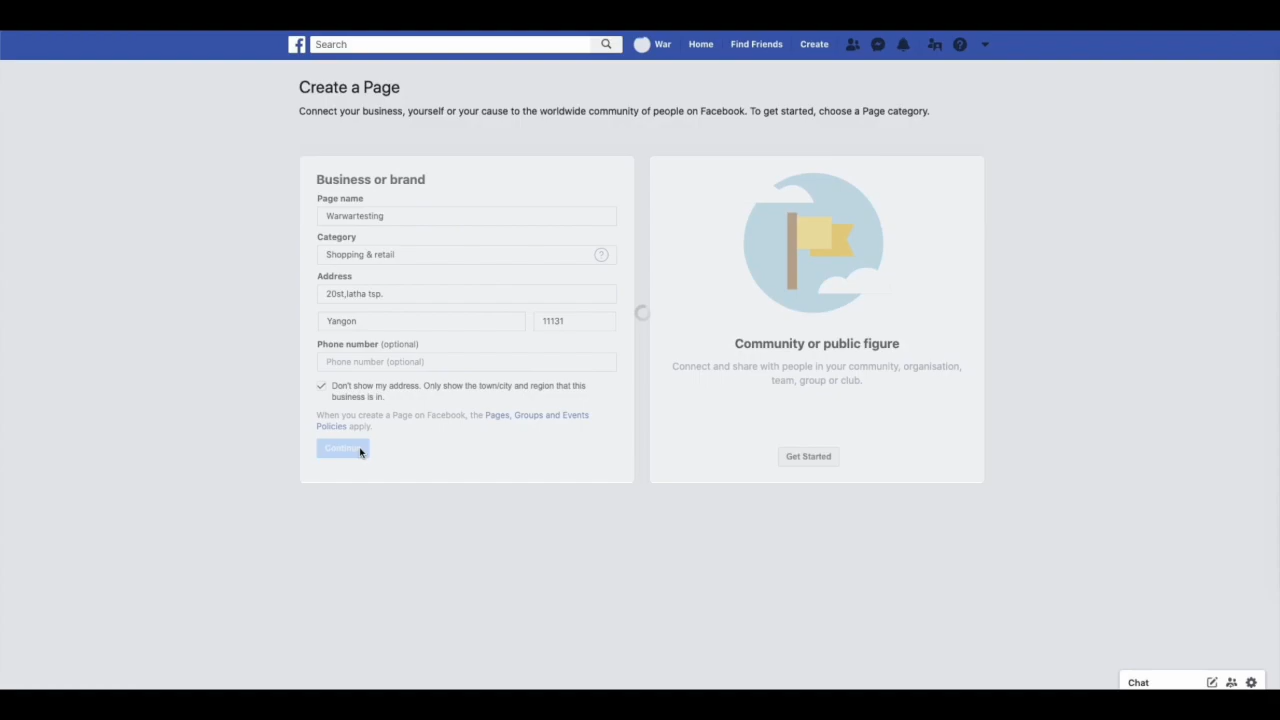 Search
War
Home
Find Friends
Create
Create a Page
Connect your business, yourself or your cause to the worldwide community of people on Facebook. To get started, choose a Page category.
Business or brand
Page name
Warwartesting
Category
Shopping & retail
?
Address
20st,latha tsp.
Yangon
11131
Phone number (optional)
Phone number (optional)
Don't show my address. Only show the town/city and region that this
business is in.
When you create a Page on Facebook, the Pages, Groups and Events
Policies apply.
Continue
Community or public figure
Connect and share with people in your community, organisation,
team, group or club.
Get Started
Chat